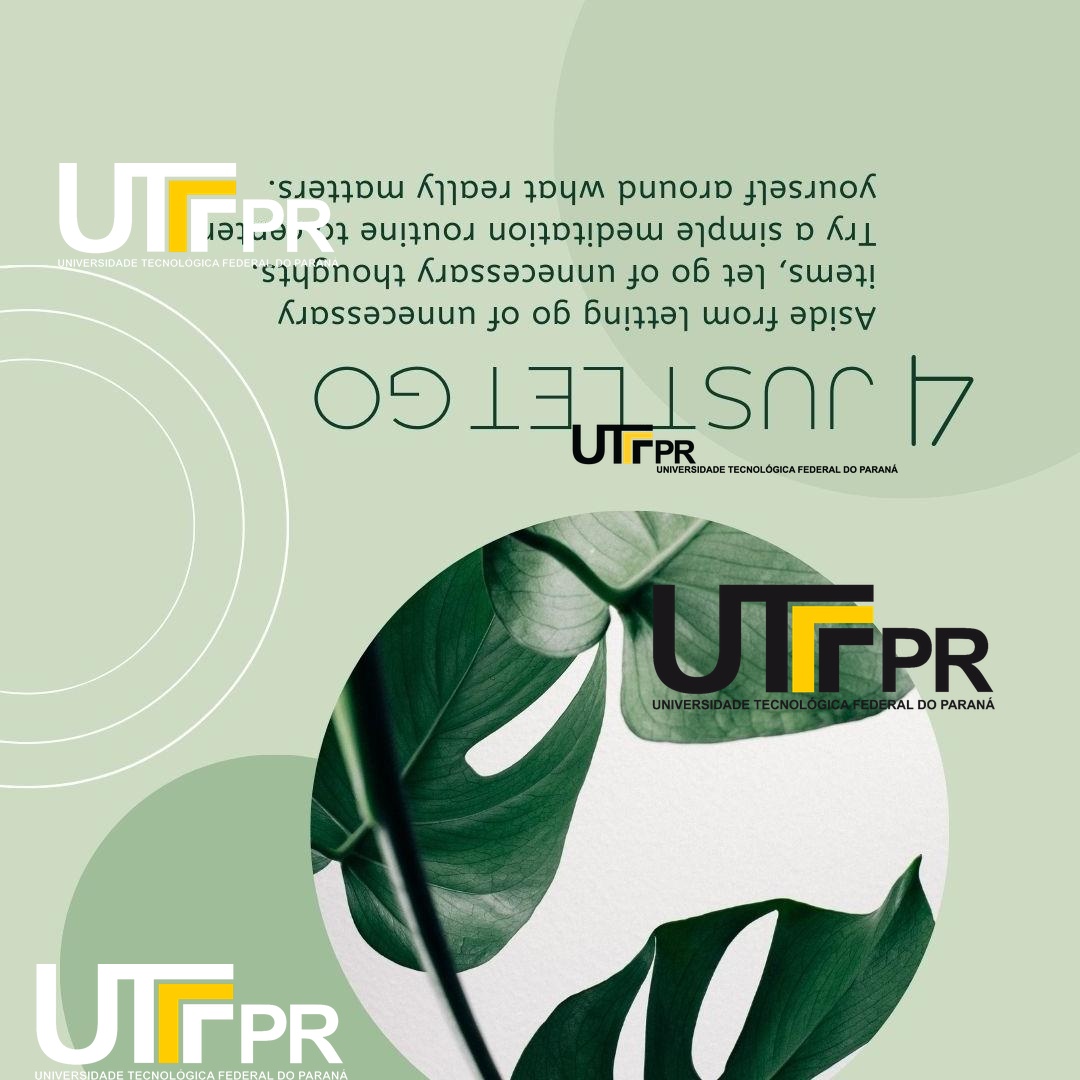 4 JUST LET GO
Aside from letting go of unnecessary
items, let go of unnecessary thoughts.
Try a simple meditation routine to center
yourself around what really matters.
UTFPR
UNIVERSIDADE TECNOLÓGICA FEDERAL DO PARANÁ
UTFPR
UNIVERSIDADE TECNOLÓGICA FEDERAL DO PARANÁ
UTFPR
UNIVERSIDADE TECNOLÓGICA FEDERAL DO PARANÁ
UTFPR
UNIVERSIDADE TECNOLÓGICA FEDERAL DO PARANÁ